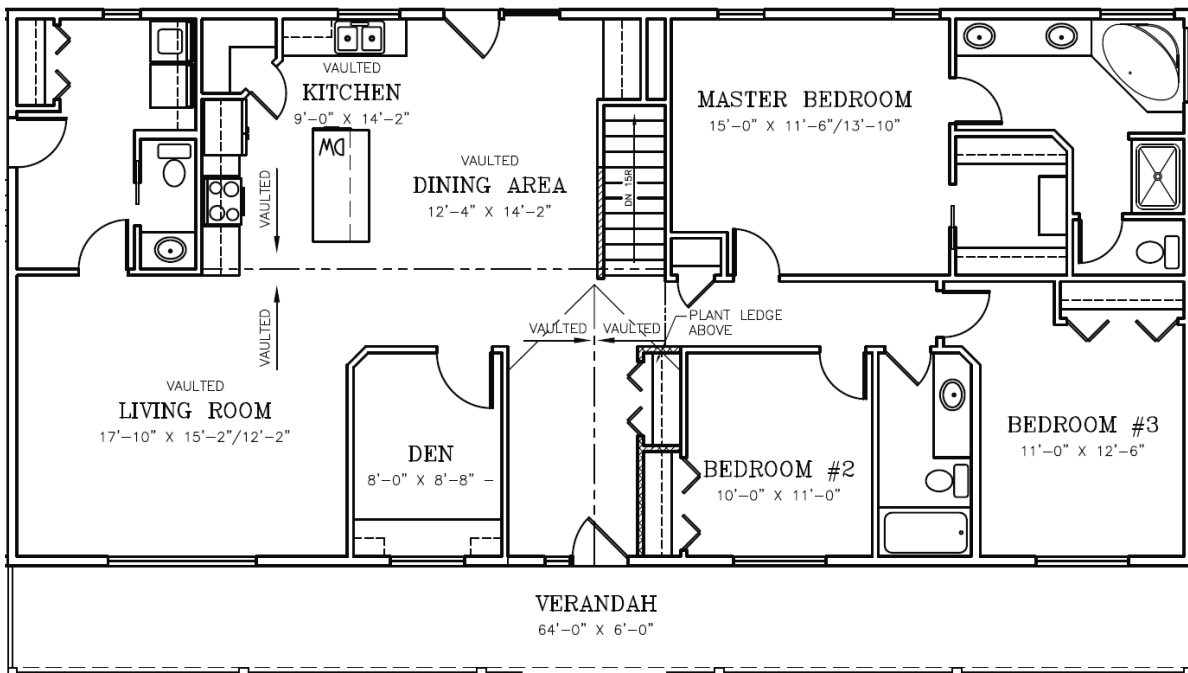 VAULTED
KITCHEN
9'-0" X 14'-2"
DW
VAULTED
DINING AREA
12'-4" X 14'-2"
VAULTED
DN 15R
MASTER BEDROOM
15'-0" X 11'-6"/13'-10"
VAULTED
VAULTED
VAULTED
PLANT LEDGE
ABOVE
VAULTED
LIVING ROOM
17'-10" X 15'-2"/12'-2"
DEN
8'-0" X 8'-8"
BEDROOM #2
10'-0" X 11'-0"
BEDROOM #3
11'-0" X 12'-6"
VERANDAH
64'-0" X 6'-0"